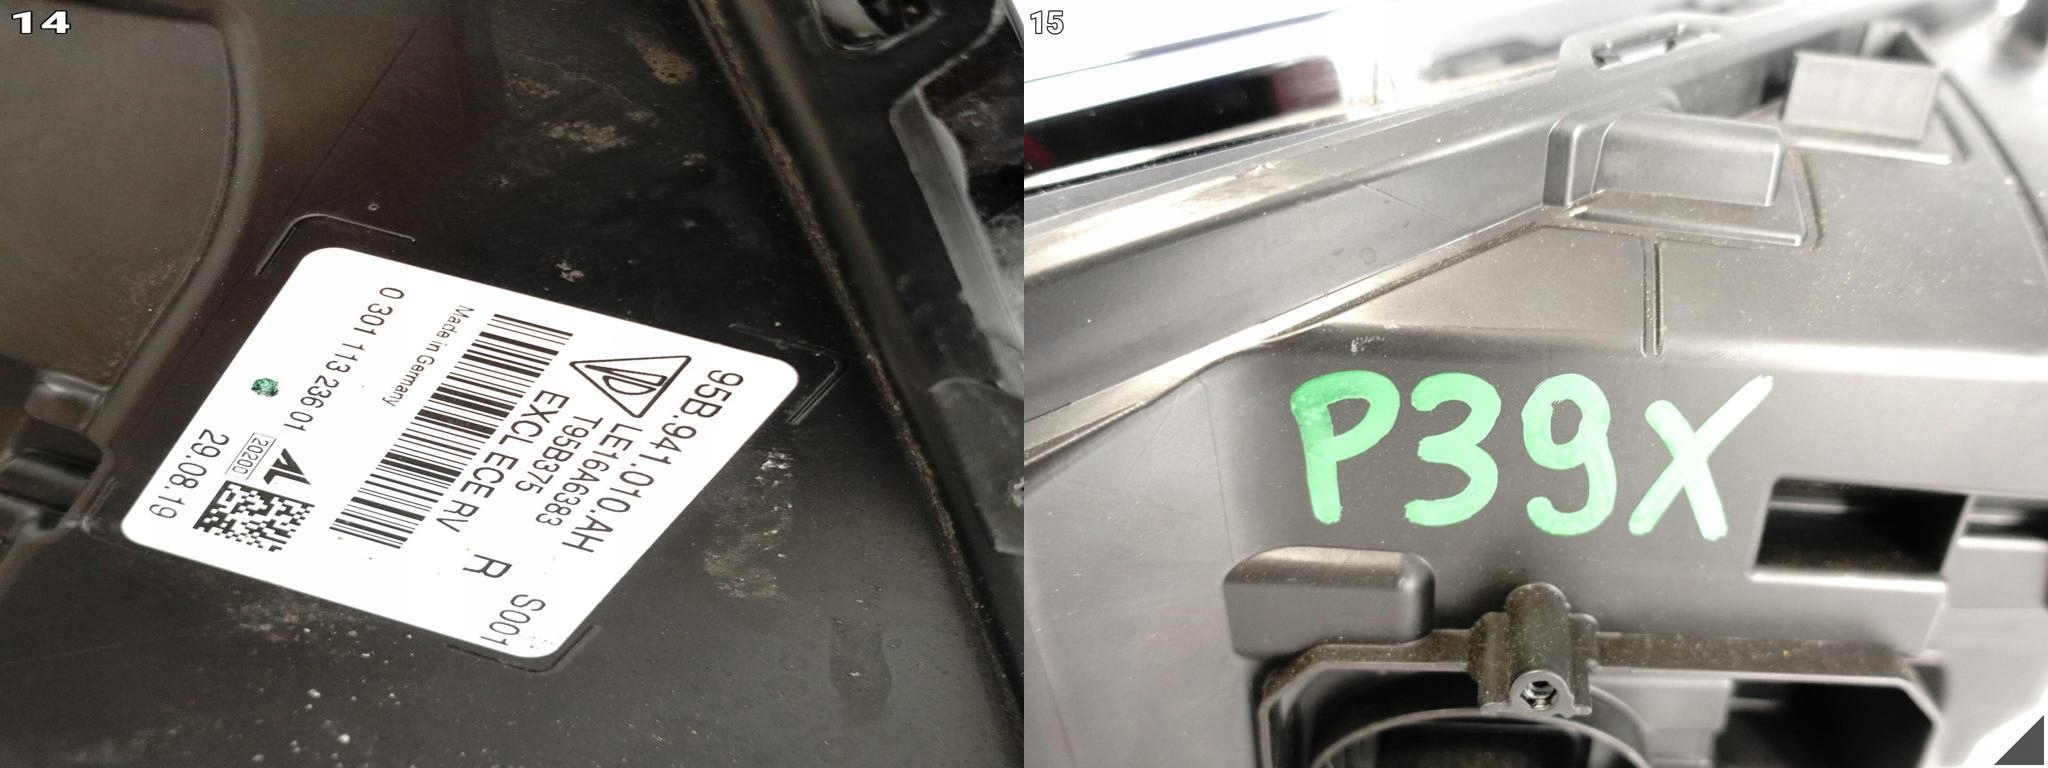 14
95B.941.010.AH
LE16A6383
T95B375
EXCL ECE RV
R
S001
Made in Germany
0 301 113 236 01
20200
AL
29.08.19
15
P39X